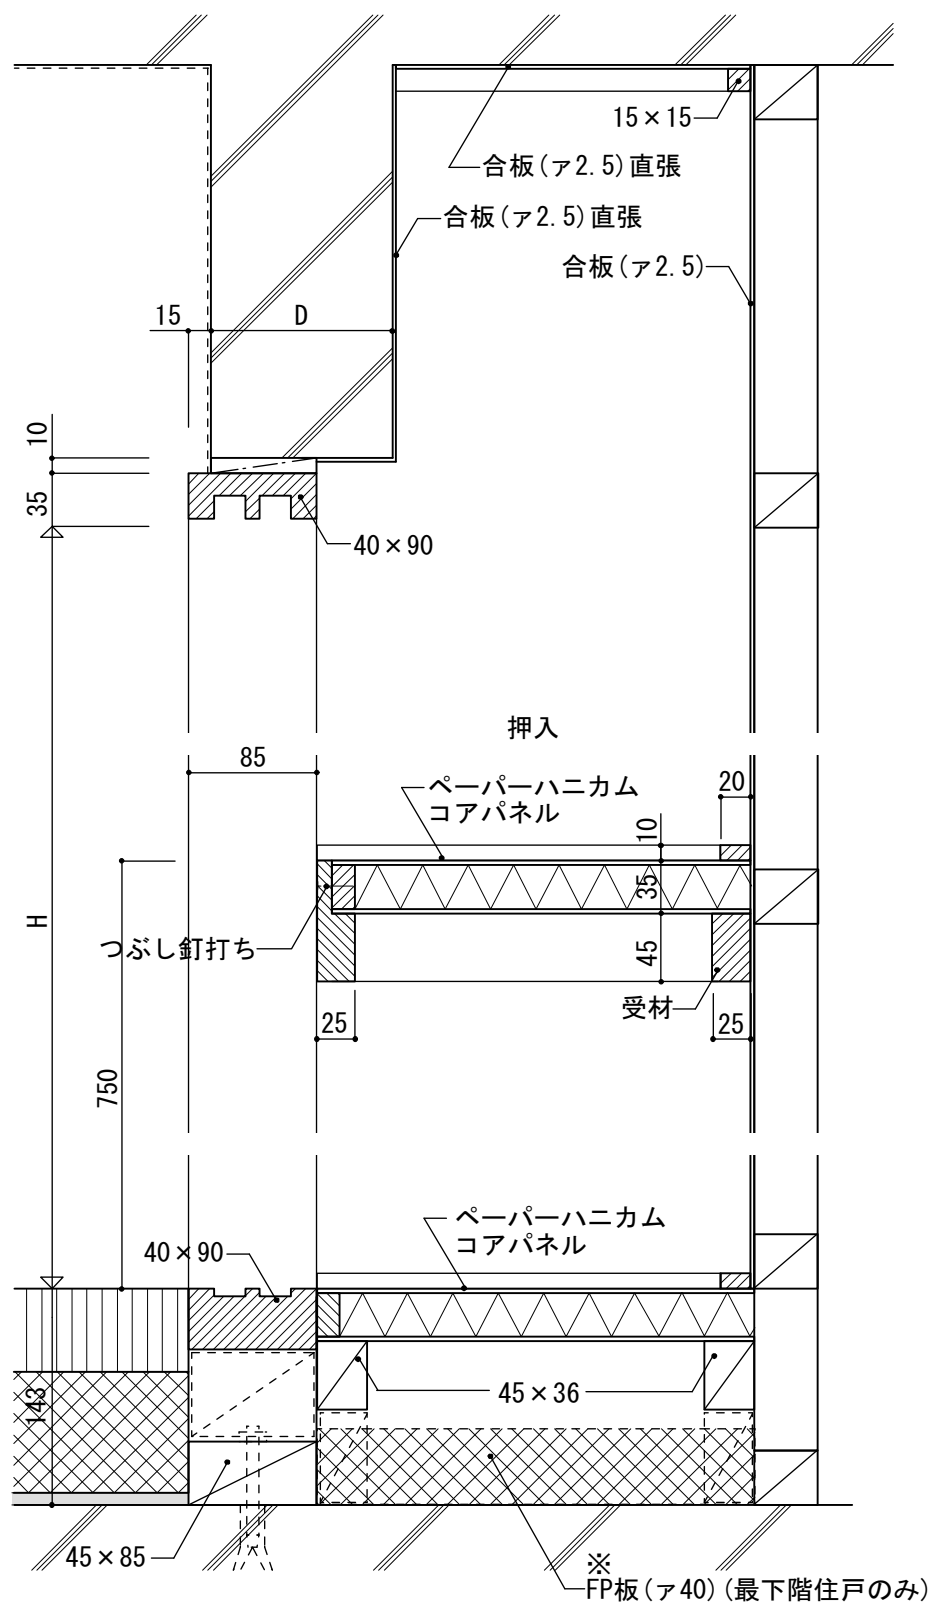 15×15
合板(ァ2.5)直張
合板(ァ2.5)直張
合板(ァ2.5)
15
D
10
35
40×90
押入
85
ペーパーハニカム
コアパネル
20
10
35
45
H
つぶし釘打ち
受材
25
25
750
ペーパーハニカム
コアパネル
40×90
45×36
143
45×85
※
FP板(ァ40)(最下階住戸のみ)